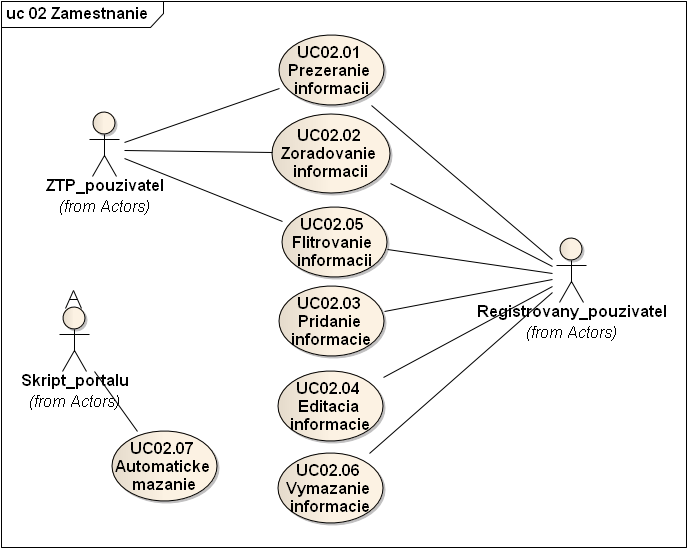 uc 02 Zamestnanie
UC02.01
Prezeranie
informacii
UC02.02
Zoradovanie
informacii
ZTP_pouzivatel
(from Actors)
UC02.05
Flitrovanie
informacii
UC02.03
Pridanie
informacie
Registrovany_pouzivatel
(from Actors)
A
Skript_portalu
(from Actors)
UC02.04
Editacia
informacie
UC02.07
Automaticke
mazanie
UC02.06
Vymazanie
informacie